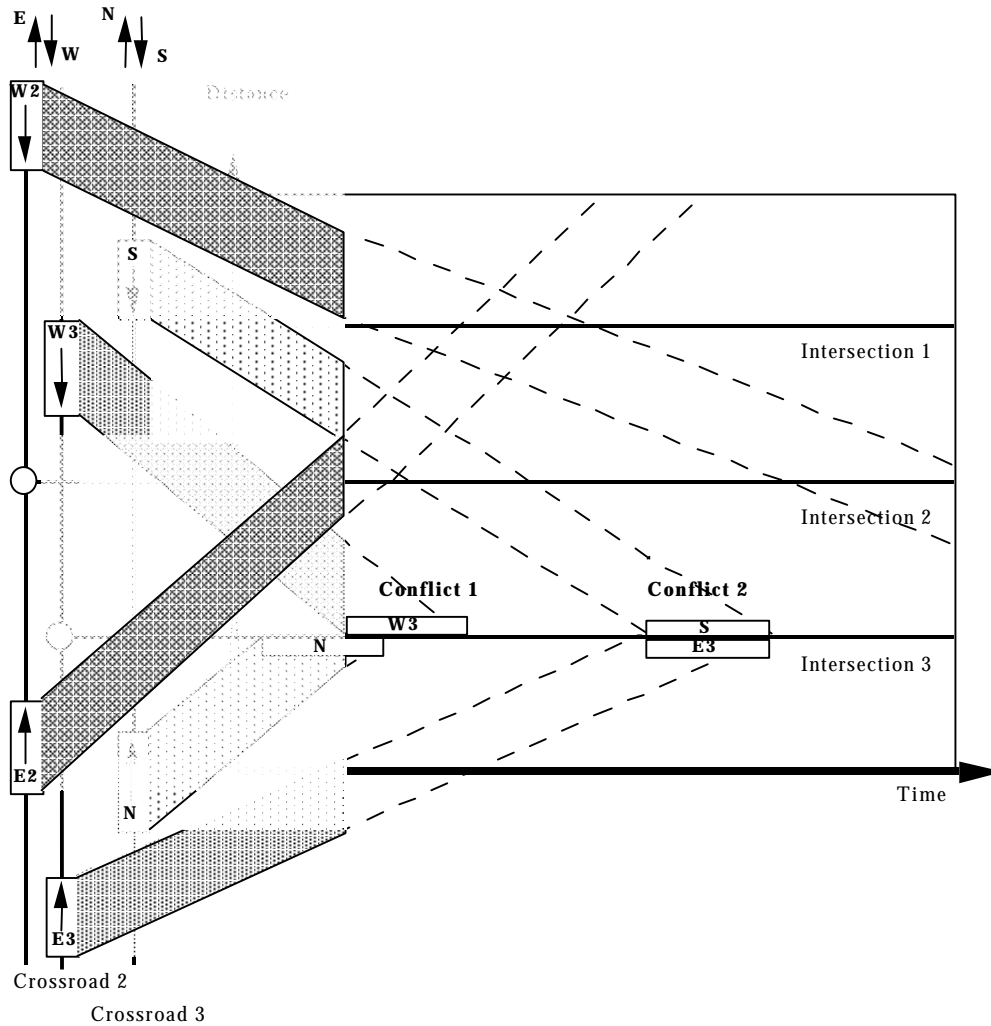 E
N
W
S
W2
Distance
S
W3
Intersection 1
Intersection 2
Conflict 1
Conflict 2
W3
S
N
E3
Intersection 3
E2
Time
N
E3
Crossroad 2
Crossroad 3